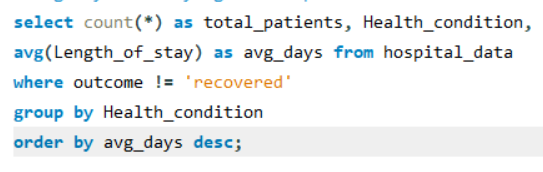 select count(*) as total_patients, Health_condition,
avg(Length_of_stay) as avg_days from hospital_data
where outcome != 'recovered'
group by Health_condition
order by avg_days desc;